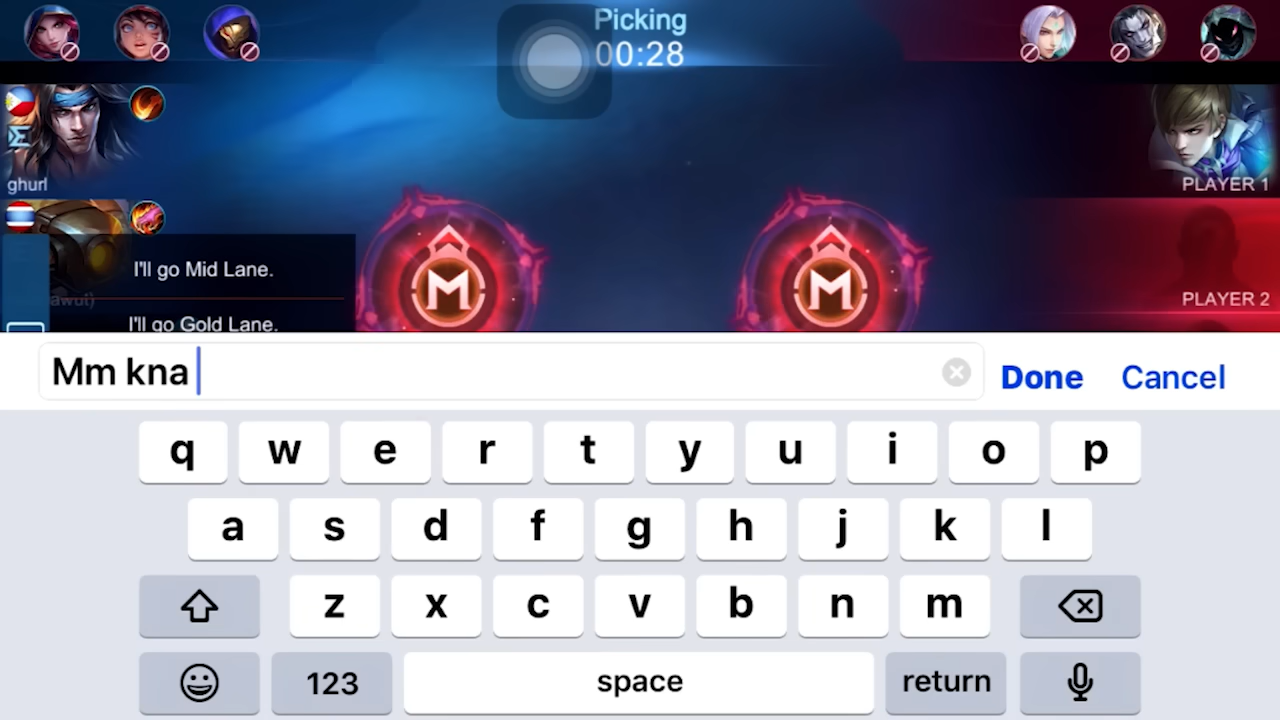 Picking
00:28
ghurl
PLAYER 1
I'll go Mid Lane.
awut)
PLAYER 2
I'll go Gold Lane.
Mm kna
Done
Cancel
q w e r t y u i o p
a s d f g h j k l
z x c v b n m
123
space
return